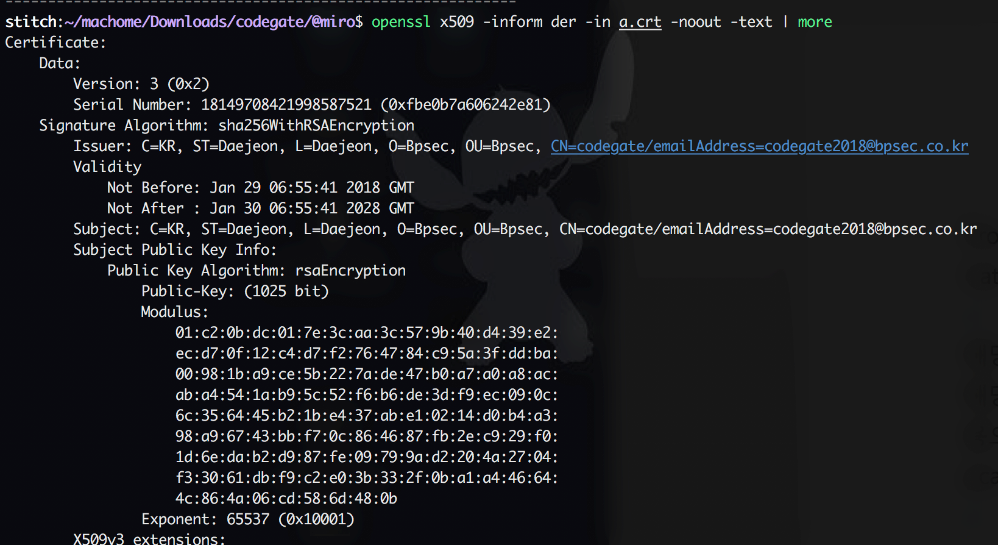 stitch:~/machome/Downloads/codegate/@miro$ openssl x509 -inform der -in a.crt -noout -text | more
Certificate:
Data:
Version: 3 (0x2)
Serial Number: 18149708421998587521 (0xfbe0b7a606242e81)
Signature Algorithm: sha256WithRSAEncryption
Issuer: C=KR, ST=Daejeon, L=Daejeon, O=Bpsec, OU=Bpsec, CN=codegate/emailAddress=codegate2018@bpsec.co.kr
Validity
Not Before: Jan 29 06:55:41 2018 GMT
Not After : Jan 30 06:55:41 2028 GMT
Subject: C=KR, ST=Daejeon, L=Daejeon, O=Bpsec, OU=Bpsec, CN=codegate/emailAddress=codegate2018@bpsec.co.kr
Subject Public Key Info:
Public Key Algorithm: rsaEncryption
Public-Key: (1025 bit)
Modulus:
01:c2:0b:dc:01:7e:3c:aa:3c:57:9b:40:d4:39:e2:
ec:d7:0f:12:c4:d7:f2:76:47:84:c9:5a:3f:dd:ba:
00:98:1b:a9:ce:5b:22:7a:de:47:b0:a7:a0:a8:ac:
ab:a4:54:1a:b9:5c:52:f6:b6:de:3d:f9:ec:09:0c:
6c:35:64:45:b2:1b:e4:37:ab:e1:02:14:d0:b4:a3:
98:a9:67:43:bb:f7:0c:86:46:87:fb:2e:c9:29:f0:
1d:6e:da:b2:d9:87:fe:09:79:9a:d2:20:4a:27:04:
f3:30:61:db:f9:c2:e0:3b:33:2f:0b:a1:a4:46:64:
4c:86:4a:06:cd:58:6d:48:0b
Exponent: 65537 (0x10001)
X509v3 extensions: